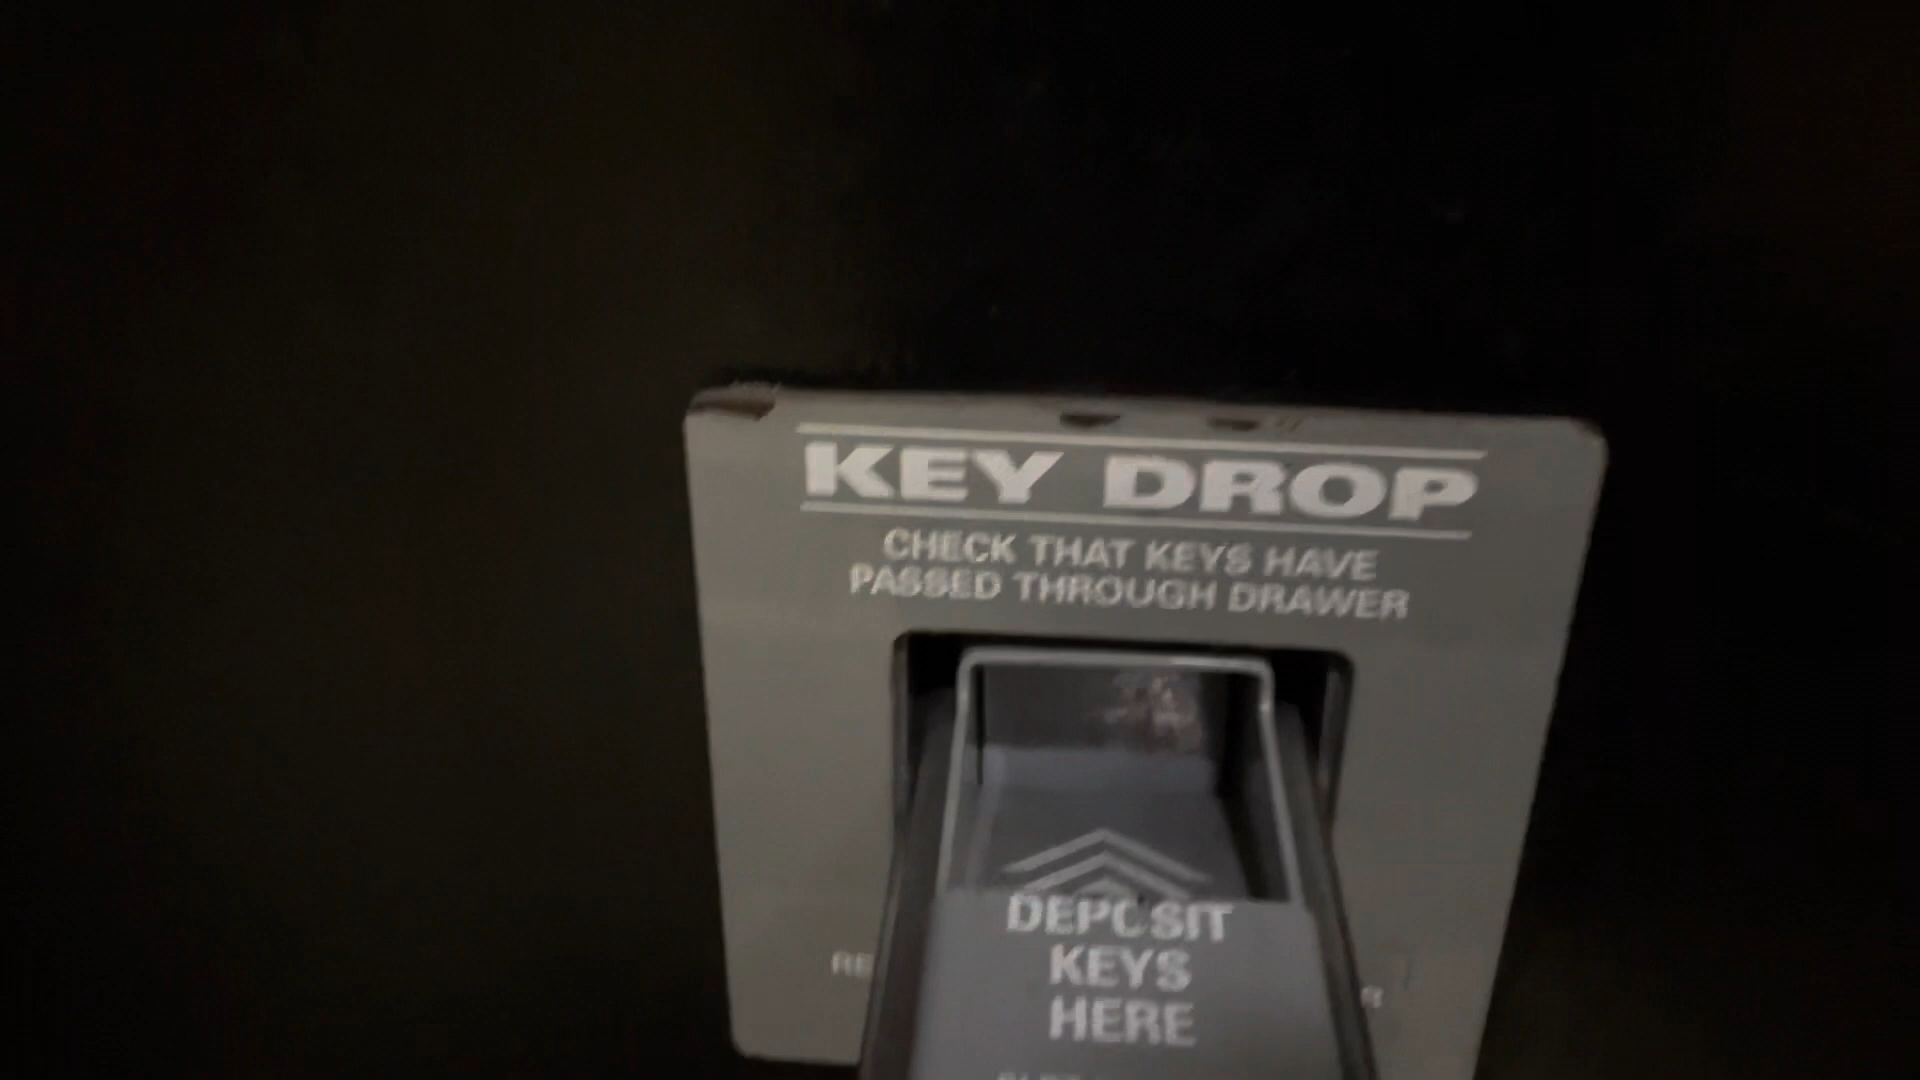 KEY DROP
CHECK THAT KEYS HAVE
PASSED THROUGH DRAWER
DEPOSIT
KEYS
HERE